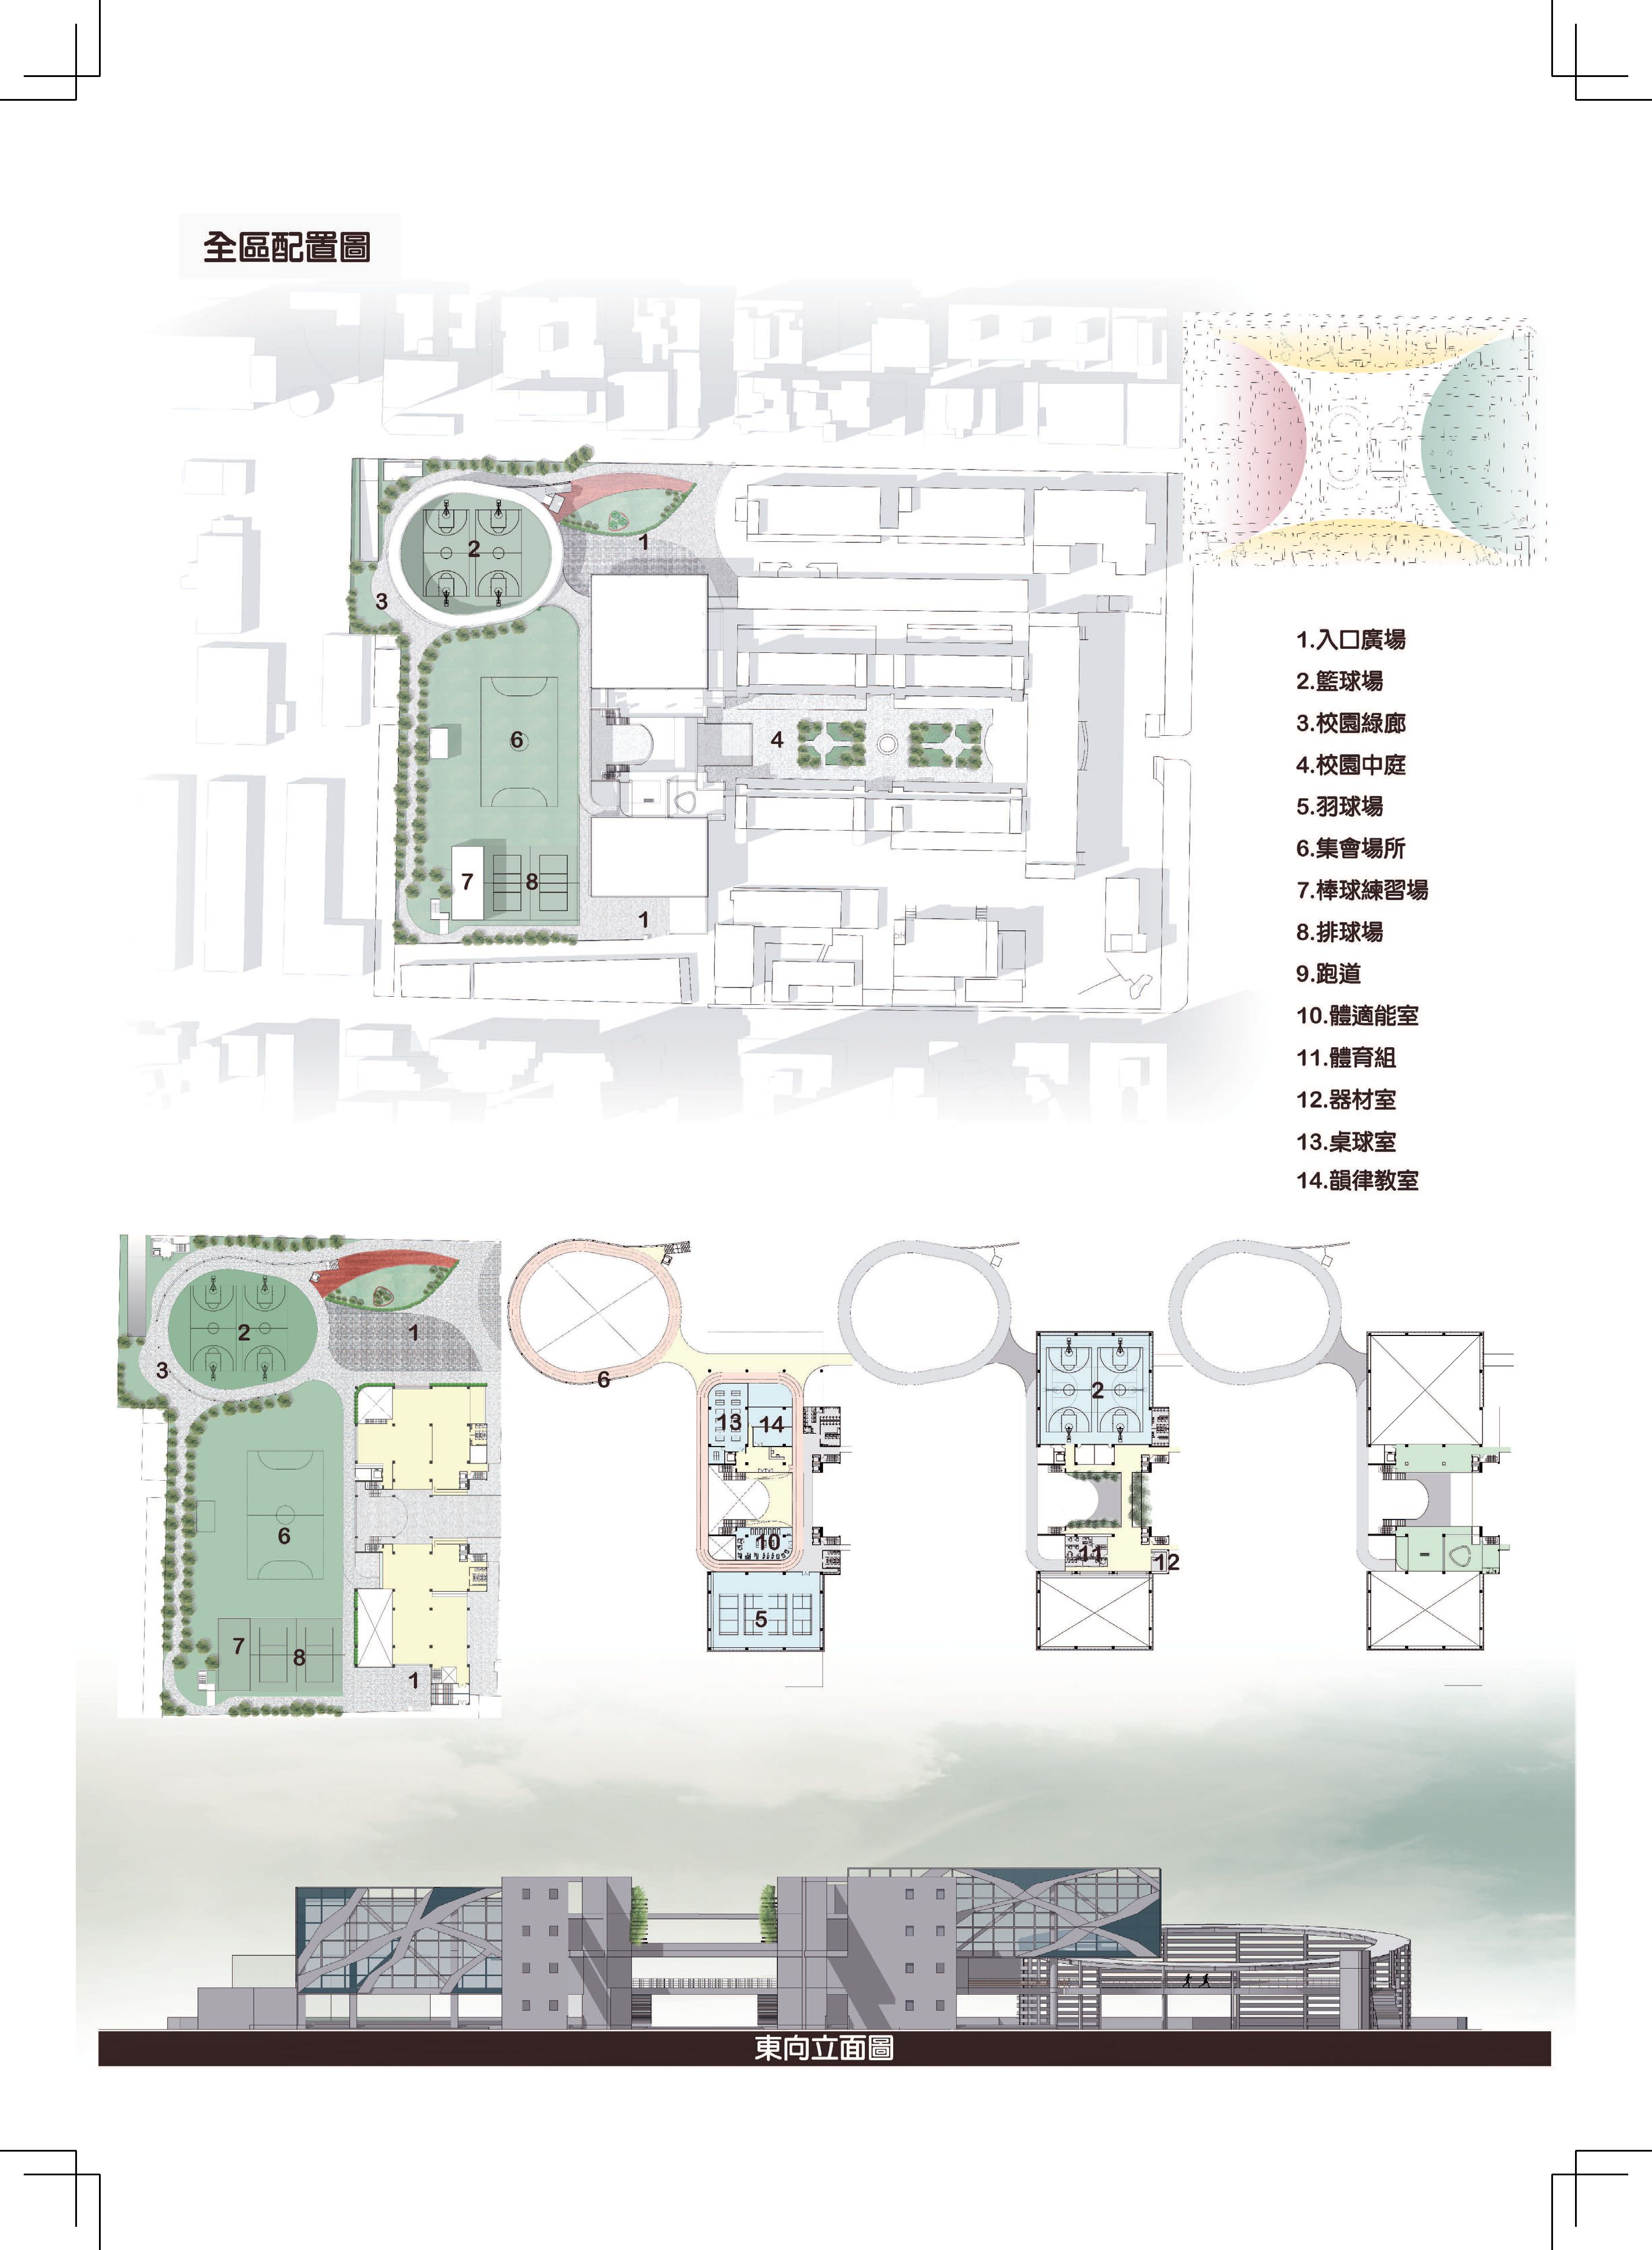 全區配置圖
2
1
3
6
4
7
8
1
1.入口廣場
2.籃球場
3.校園綠廊
4.校園中庭
5.羽球場
6.集會場所
7.棒球練習場
8.排球場
9.跑道
10.體適能室
11.體育組
12.器材室
13.桌球室
14.韻律教室
2
1
3
6
7
8
1
6
13
14
10
5
2
11
12
東向立面圖